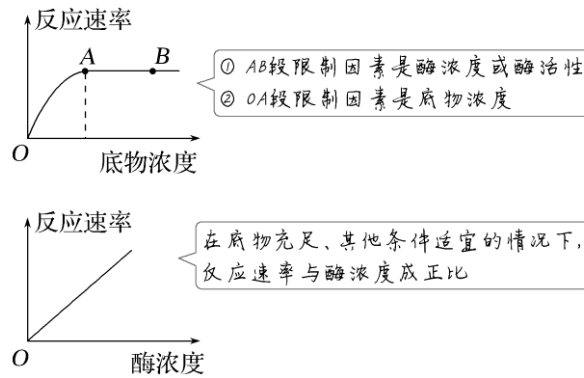 反应速率
A
B
O
底物浓度
① AB段限制因素是酶浓度或酶活性
② OA段限制因素是底物浓度
反应速率
O
酶浓度
在底物充足、其他条件适宜的情况下，
反应速率与酶浓度成正比